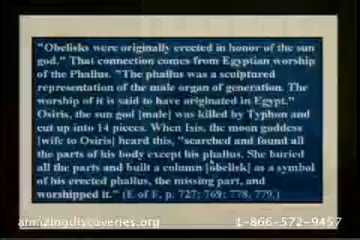 "Obelisks were originally erected in honor of the sun
god." That connection comes from Egyptian worship
of the Phallus. "The phallus was a sculptured
representation of the male organ of generation. The
worship of it is said to have originated in Egypt."
Osiris, the sun god [male] was killed by Typhon and
cut up into 14 pieces. When Isis, the moon goddess
[wife to Osiris] heard this, "searched and found all
the parts of his body except his phallus. She buried
all the parts and built a column [obelisk] as a symbol
of his erected phallus, the missing part, and
worshipped it." (E of F, p. 727; 769; 778, 779.)
amazingdiscoveries.org 1-866-572-9457